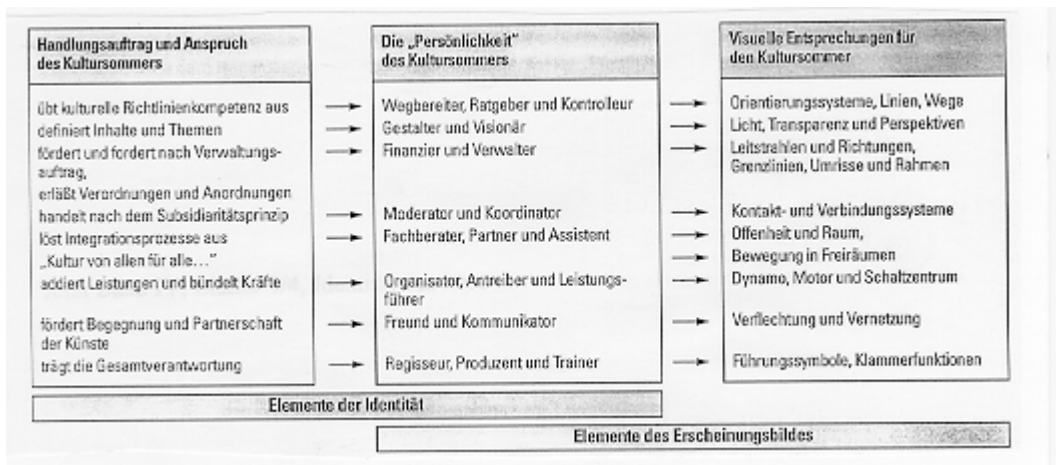 Handlungsauftrag und Anspruch
des Kultursommers
übt kulturelle Richtlinienkompetenz aus
definiert Inhalte und Themen
fördert und fordert nach Verwaltungs-
auftrag,
erläßt Verordnungen und Anordnungen
handelt nach dem Subsidiaritätsprinzip
löst Integrationsprozesse aus
„Kultur von allen für alle…"
addiert Leistungen und bündelt Kräfte
fördert Begegnung und Partnerschaft
der Künste
trägt die Gesamtverantwortung
Die „Persönlichkeit"
des Kultursommers
Wegbereiter, Ratgeber und Kontrolleur
Gestalter und Visionär
Finanzier und Verwalter
Moderator und Koordinator
Fachberater, Partner und Assistent
Organisator, Antreiber und Leistungs-
führer
Freund und Kommunikator
Regisseur, Produzent und Trainer
Visuelle Entsprechungen für
den Kultursommer
Orientierungssysteme, Linien, Wege
Licht, Transparenz und Perspektiven
Leitstrahlen und Richtungen,
Grenzlinien, Umrisse und Rahmen
Kontakt- und Verbindungssysteme
Offenheit und Raum,
Bewegung in Freiräumen
Dynamo, Motor und Schaltzentrum
Verflechtung und Vernetzung
Führungssymbole, Klammerfunktionen
Elemente der Identität
Elemente des Erscheinungsbildes